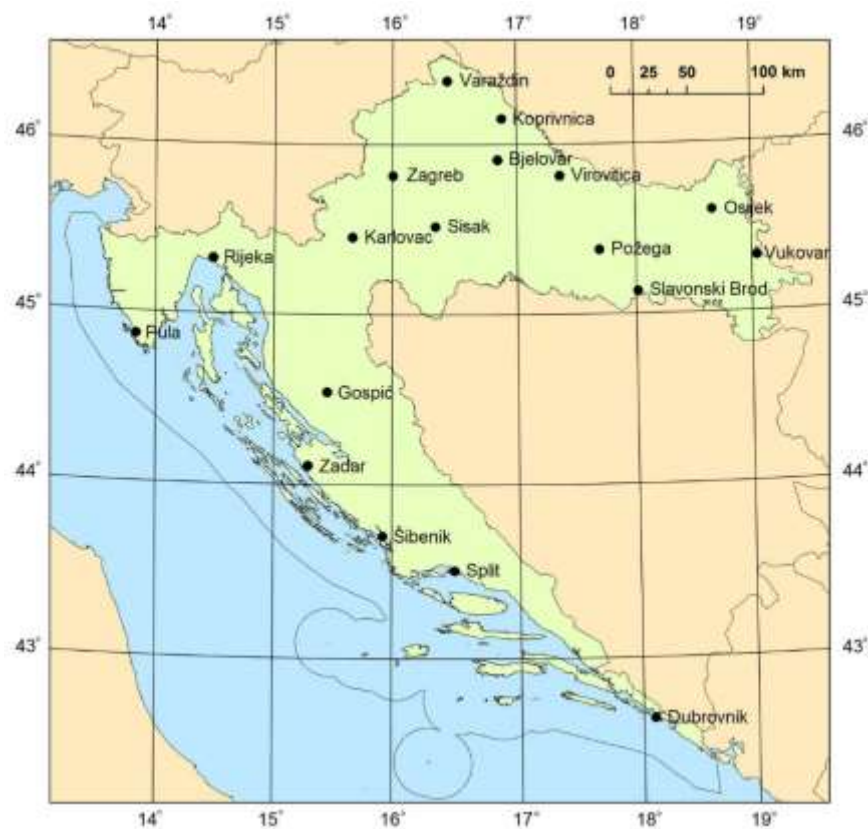 14° 15° 16° 17° 18° 19°
0 25 50 100 km
Varaždin
Koprivnica
46° 46°
Bjelovar
Zagreb
Virovitica
Osijek
Sisak
Karlovac
Požega
Rijeka
Vukovar
Slavonski Brod
45° 45°
Pula
Gospić
Zadar
44° 44°
Šibenik
Split
43° 43°
Dubrovnik
14° 15° 16° 17° 18° 19°